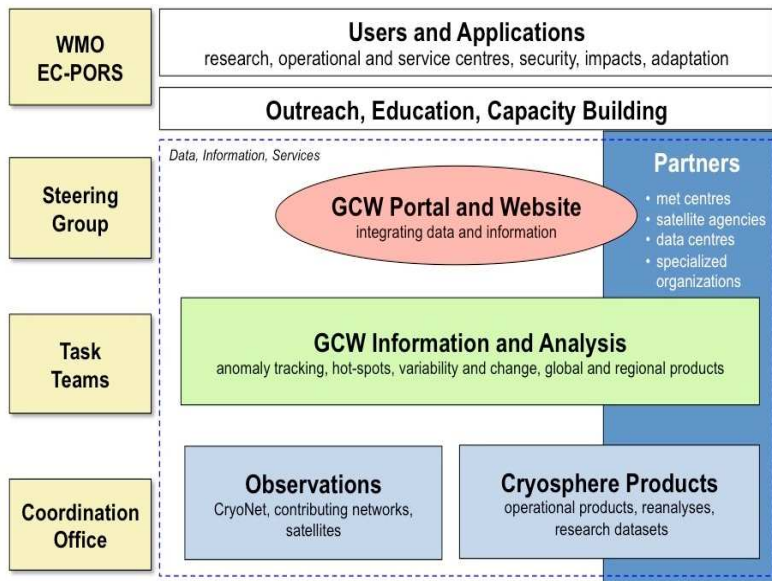 WMO
EC-PORS
Users and Applications
research, operational and service centres, security, impacts, adaptation
Outreach, Education, Capacity Building
Data, Information, Services
Partners
• met centres
• satellite agencies
• data centres
• specialized
organizations
Steering
Group
GCW Portal and Website
integrating data and information
Task
Teams
GCW Information and Analysis
anomaly tracking, hot-spots, variability and change, global and regional products
Coordination
Office
Observations
CryoNet, contributing networks,
satellites
Cryosphere Products
operational products, reanalyses,
research datasets